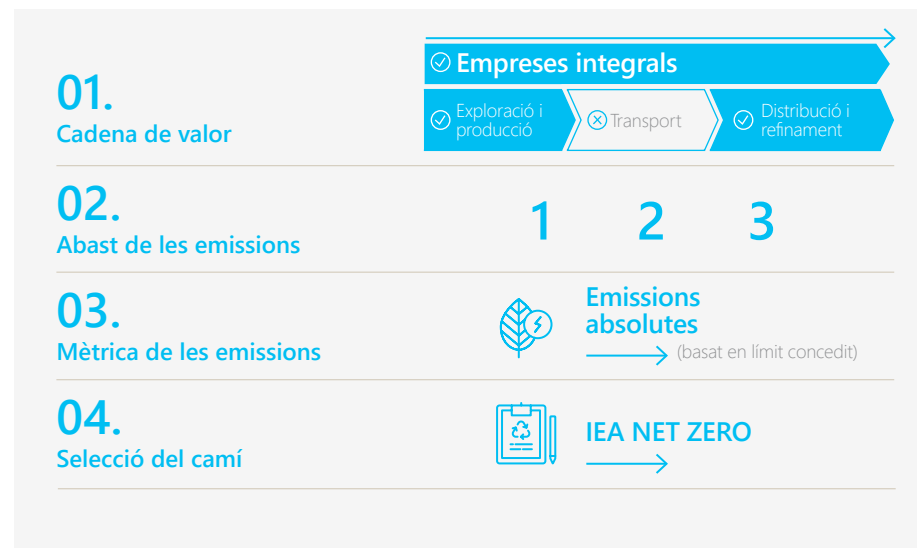 01.
Cadena de valor
Empreses integrals
Exploració i
producció
Transport
Distribució i
refinament
02.
Abast de les emissions
1 2 3
03.
Mètrica de les emissions
Emissions
absolutes
(basat en límit concedit)
04.
Selecció del camí
IEA NET ZERO